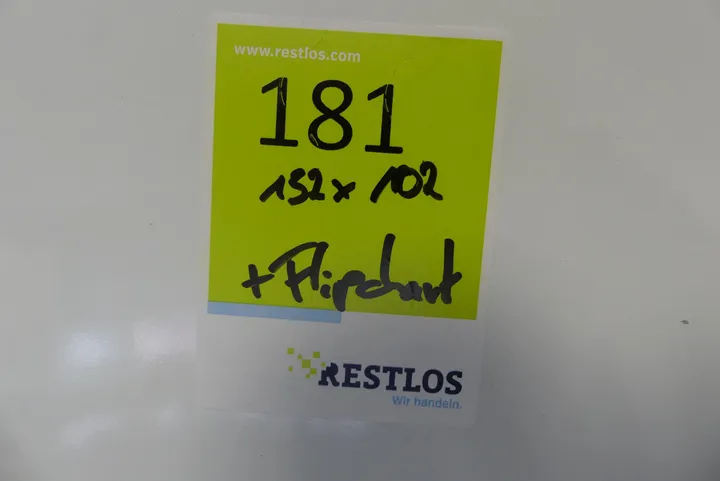 www.restlos.com
181
152 x 102
+ Flipchart
RESTLOS
Wir handeln.